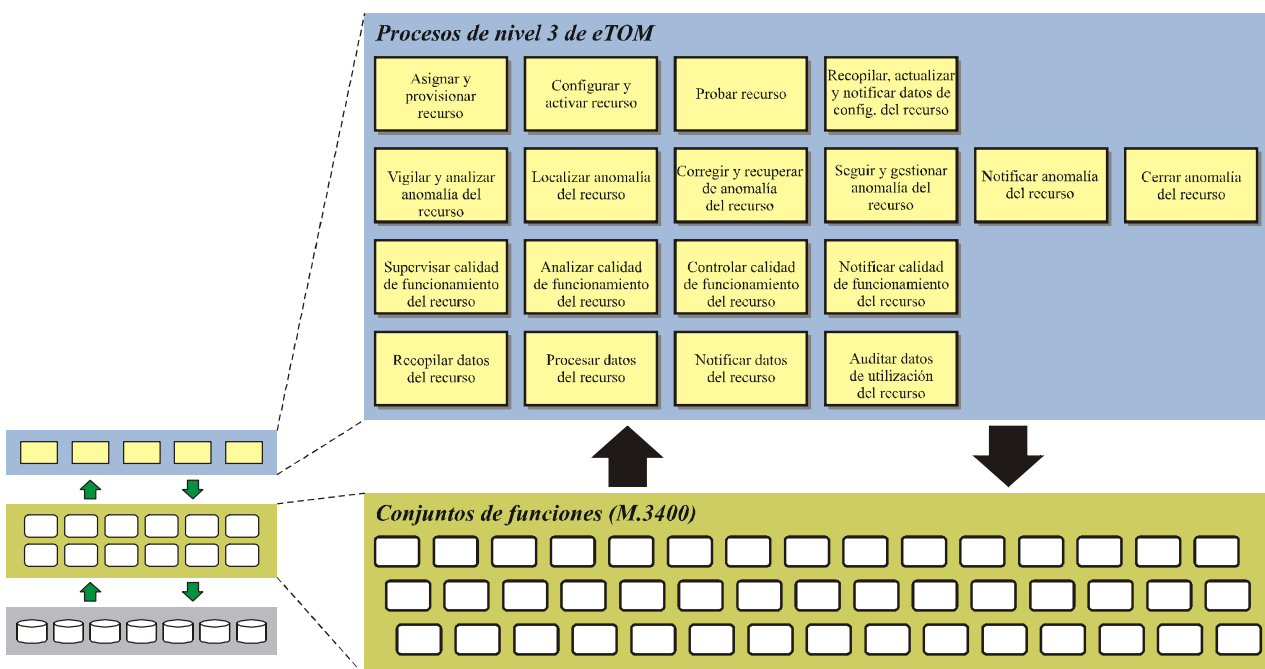 Procesos de nivel 3 de eTOM
Asignar y
provisionar
recurso
Configurar y
activar recurso
Probar recurso
Recopilar, actualizar
y notificar datos de
config. del recurso
Vigilar y analizar
anomalía del
recurso
Localizar anomalía
del recurso
Corregir y recuperar
de anomalía
del recurso
Seguir y gestionar
anomalía del
recurso
Notificar anomalía
del recurso
Cerrar anomalía
del recurso
Supervisar calidad
de funcionamiento
del recurso
Analizar calidad
de funcionamiento
del recurso
Controlar calidad
de funcionamiento
del recurso
Notificar calidad
de funcionamiento
del recurso
Recopilar datos
del recurso
Procesar datos
del recurso
Notificar datos
del recurso
Auditar datos
de utilización
del recurso
Conjuntos de funciones (M.3400)